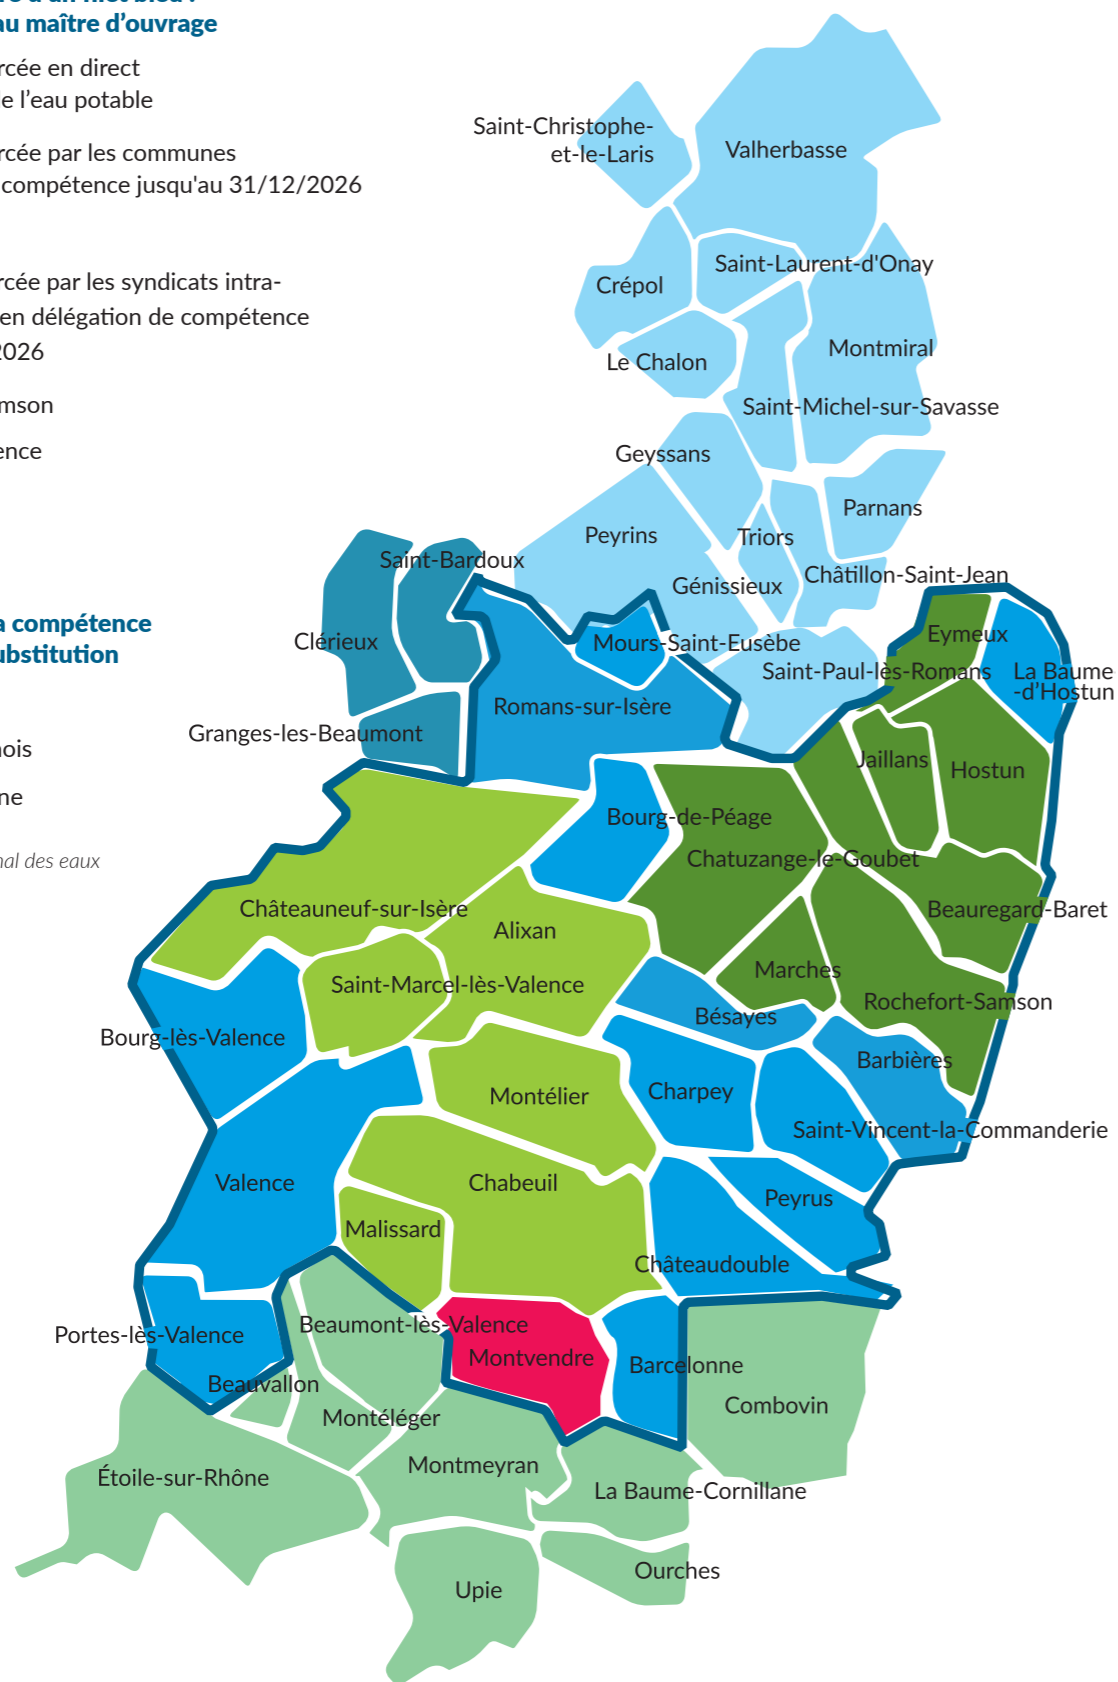 au maître d’ouvrage
rcée en direct
de l’eau potable
rcée par les communes
compétence jusqu'au 31/12/2026
rcée par les syndicats intra-
en délégation de compétence
2026
mson
ence
a compétence
ubstitution
nois
ne
nal des eaux
Saint-Christophe-
et-le-Laris
Valherbasse
Saint-Laurent-d'Onay
Crépol
Montmiral
Le Chalon
Saint-Michel-sur-Savasse
Geyssans
Parnans
Peyrins
Triors
Saint-Bardoux
Châtillon-Saint-Jean
Génissieux
Eymeux
Clérieux
Mours-Saint-Eusèbe
Saint-Paul-lès-Romans
La Baume-
-d’Hostun
Romans-sur-Isère
Granges-les-Beaumont
Jaillans
Hostun
Bourg-de-Péage
Chatuzange-le-Goubet
Châteauneuf-sur-Isère
Beauregard-Baret
Alixan
Marches
Saint-Marcel-lès-Valence
Rochefort-Samson
Bésayes
Bourg-lès-Valence
Barbières
Charpey
Montélier
Saint-Vincent-la-Commanderie
Valence
Chabeuil
Peyrus
Malissard
Châteaudouble
Beaumont-lès-Valence
Portes-lès-Valence
Montvendre
Barcelonne
Beauvallon
Combovin
Montéléger
Montmeyran
Étoile-sur-Rhône
La Baume-Cornillane
Ourches
Upie